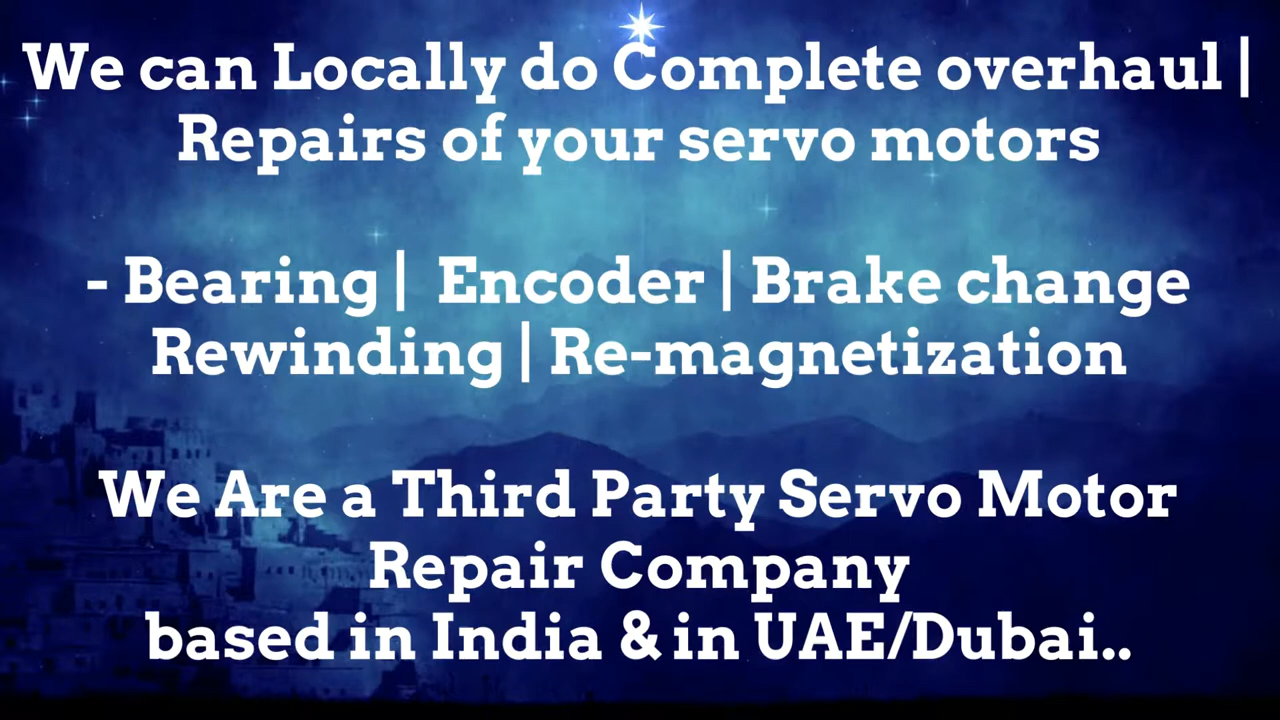 We can Locally do Complete overhaul |
Repairs of your servo motors
- Bearing | Encoder | Brake change
Rewinding | Re-magnetization
We Are a Third Party Servo Motor
Repair Company
based in India & in UAE/Dubai..